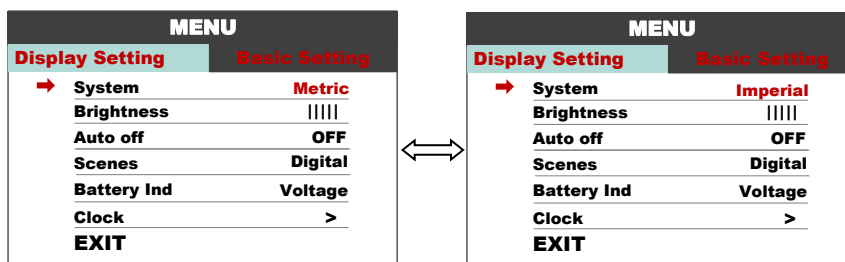 MENU
Display Setting Basic Setting
System Metric
Brightness |||||
Auto off OFF
Scenes Digital
Battery Ind Voltage
Clock >
EXIT
MENU
Display Setting Basic Setting
System Imperial
Brightness |||||
Auto off OFF
Scenes Digital
Battery Ind Voltage
Clock >
EXIT